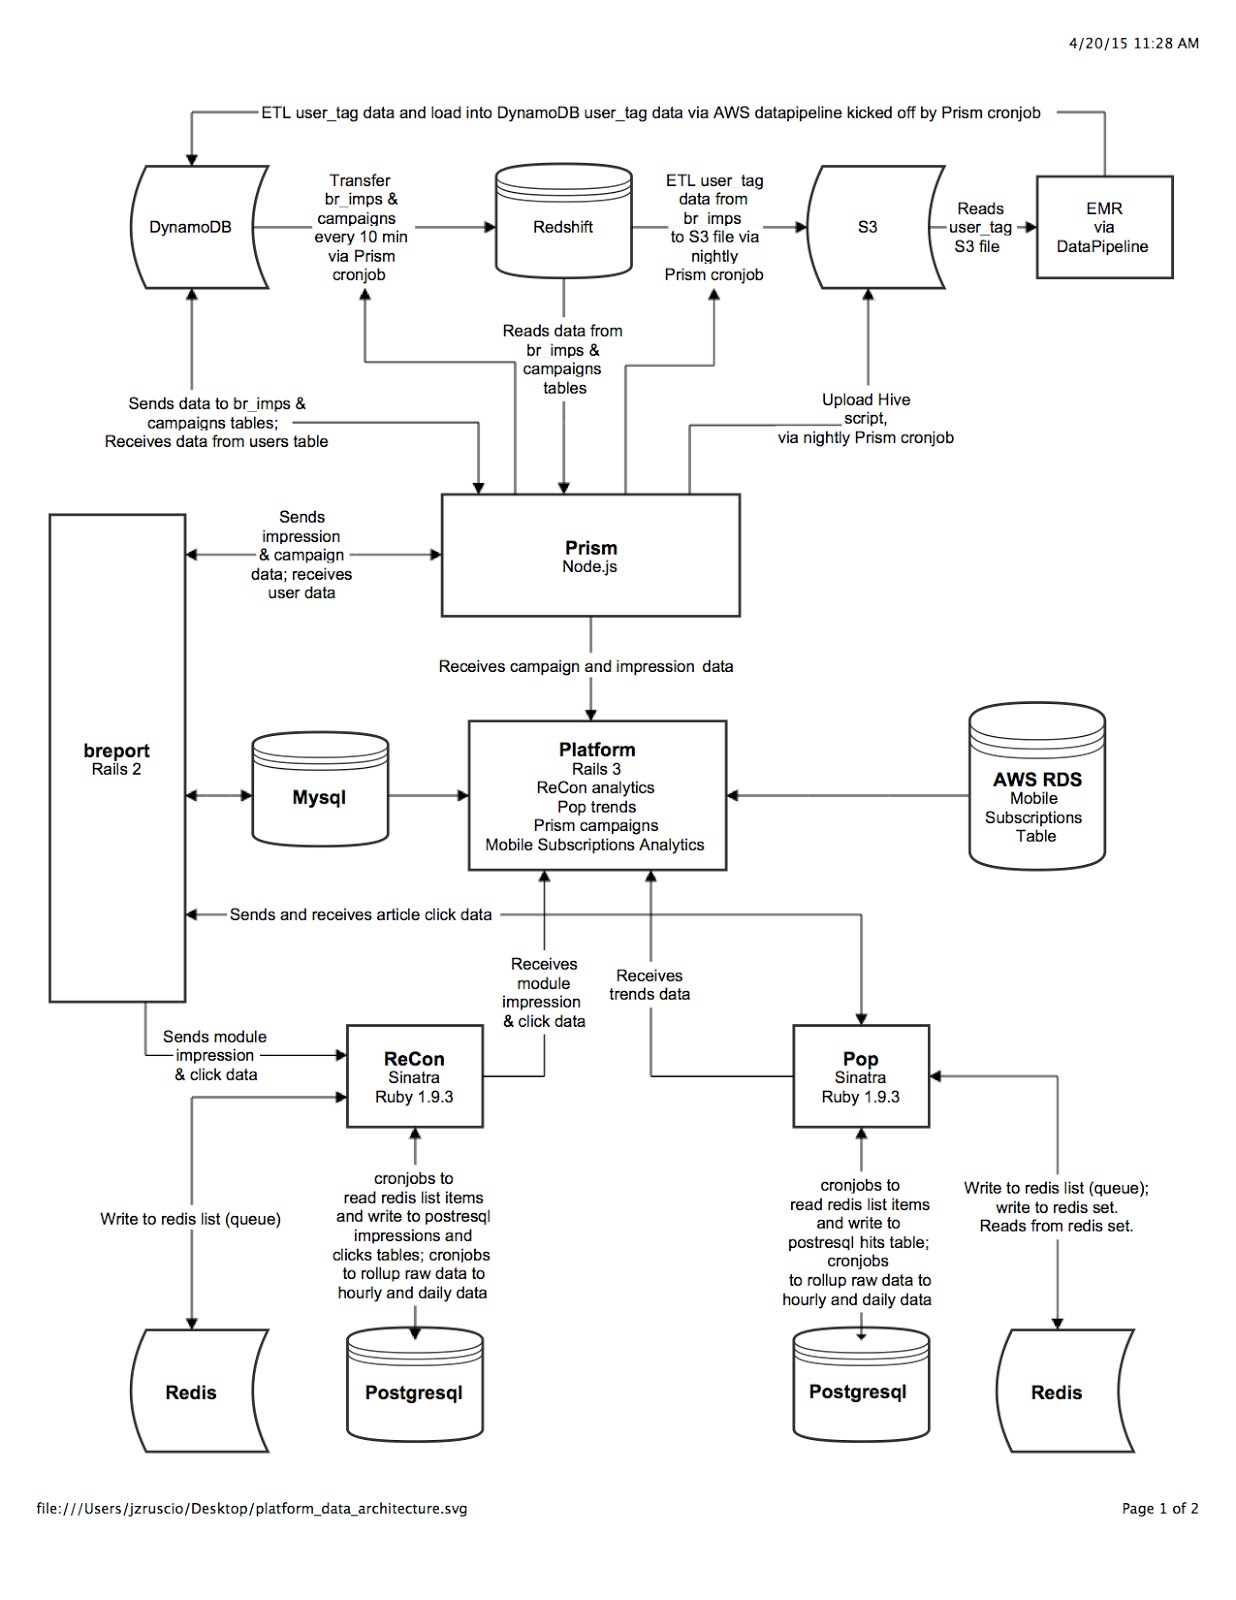 4/20/15 11:28 AM
ETL user_tag data and load into DynamoDB user_tag data via AWS datapipeline kicked off by Prism cronjob
DynamoDB
Transfer
br_imps &
campaigns
every 10 min
via Prism
cronjob
Redshift
ETL user_tag
data from
br_imps
to S3 file via
nightly
Prism cronjob
S3
Reads
user_tag
S3 file
EMR
via
DataPipeline
Reads data from
br_imps &
campaigns
tables
Sends data to br_imps &
campaigns tables;
Receives data from users table
Upload Hive
script,
via nightly Prism cronjob
Sends
impression
& campaign
data; receives
user data
Prism
Node.js
Receives campaign and impression data
breport
Rails 2
Mysql
Platform
Rails 3
ReCon analytics
Pop trends
Prism campaigns
Mobile Subscriptions Analytics
AWS RDS
Mobile
Subscriptions
Table
Sends and receives article click data
Receives
module
impression
& click data
Receives
trends data
Sends module
impression
& click data
ReCon
Sinatra
Ruby 1.9.3
Pop
Sinatra
Ruby 1.9.3
Write to redis list (queue)
cronjobs to
read redis list items
and write to postresql
impressions and
clicks tables; cronjobs
to rollup raw data to
hourly and daily data
cronjobs to
read redis list items
and write to
postresql hits table;
cronjobs
to rollup raw data to
hourly and daily data
Write to redis list (queue);
write to redis set.
Reads from redis set.
Redis
Postgresql
Postgresql
Redis
file:///Users/jzruscio/Desktop/platform_data_architecture.svg
Page 1 of 2